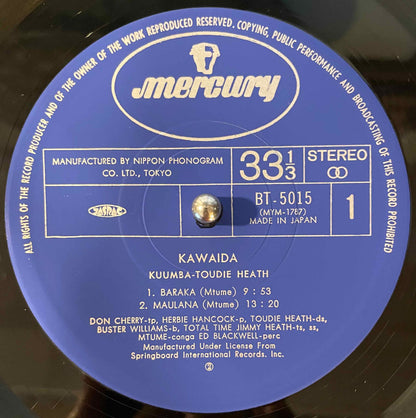 ALL RIGHTS OF THE RECORD PRODUCER AND OF THE OWNER OF THE WORK REPRODUCED RESERVED. COPYING, PUBLIC PERFORMANCE AND BROADCASTING OF THIS RECORD PROHIBITED
mercury
MANUFACTURED BY NIPPON PHONOGRAM
CO. LTD., TOKYO
33 1/3
STEREO
BT-5015
(MYM-1787)
MADE IN JAPAN
1
KAWAIDA
KUUMBA-TOUDIE HEATH
1. BARAKA (Mtume) 9 : 53
2. MAULANA (Mtume) 13 : 20
DON CHERRY-tp, HERBIE HANCOCK-p, TOUDIE HEATH-ds,
BUSTER WILLIAMS-b, TOTAL TIME JIMMY HEATH-ts, ss,
MTUME-conga ED BLACKWELL-perc
Manufactured Under License From
Springboard International Records. Inc.